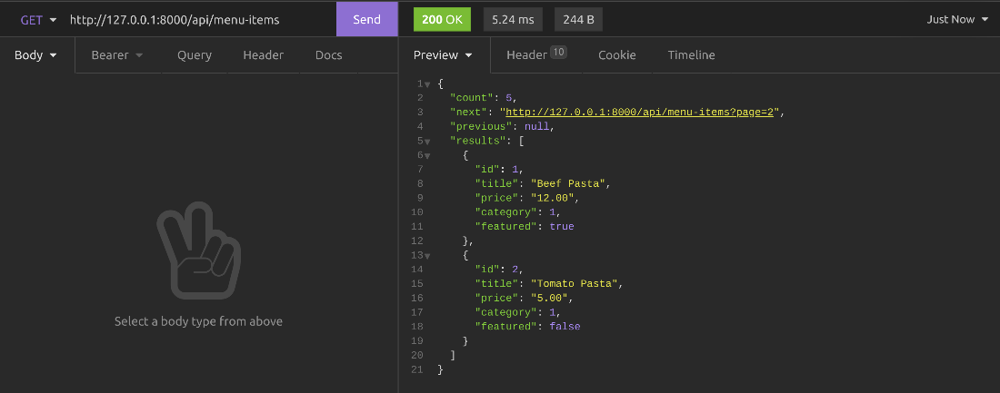 GET http://127.0.0.1:8000/api/menu-items Send 200 OK 5.24 ms 244 B Just Now
Body Bearer Query Header Docs Preview Header 10 Cookie Timeline
1 {
2 "count": 5,
3 "next": "http://127.0.0.1:8000/api/menu-items?page=2",
4 "previous": null,
5 "results": [
6 {
7 "id": 1,
8 "title": "Beef Pasta",
9 "price": "12.00",
10 "category": 1,
11 "featured": true
12 },
13 {
14 "id": 2,
15 "title": "Tomato Pasta",
16 "price": "5.00",
17 "category": 1,
18 "featured": false
19 }
20 ]
21 }
Select a body type from above